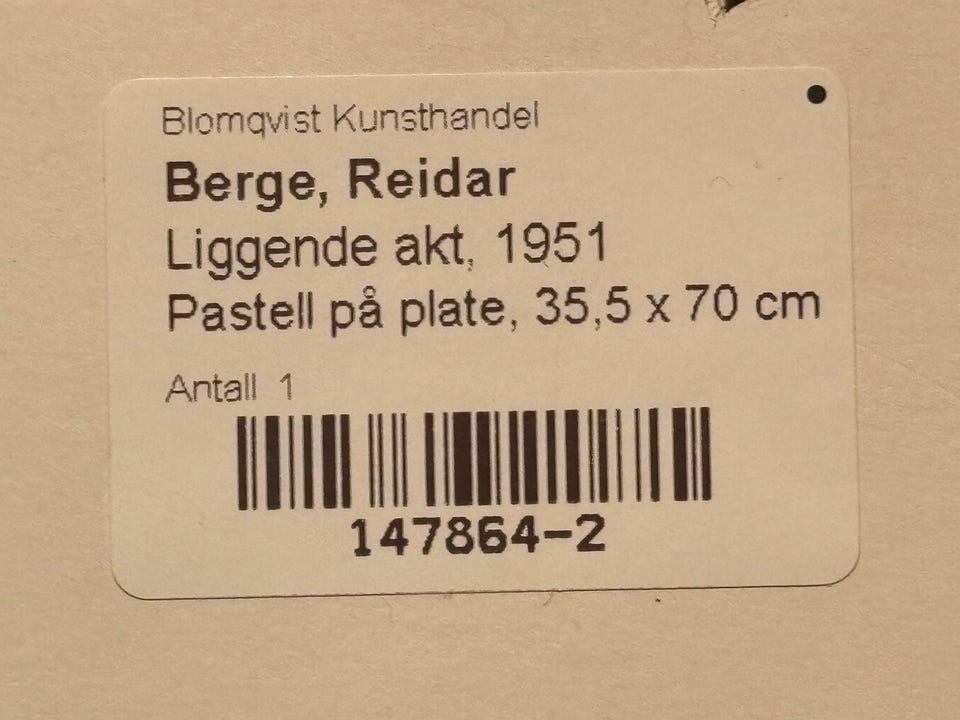 Blomqvist Kunsthandel
Berge, Reidar
Liggende akt, 1951
Pastell på plate, 35,5 x 70 cm
Antall 1
147864-2